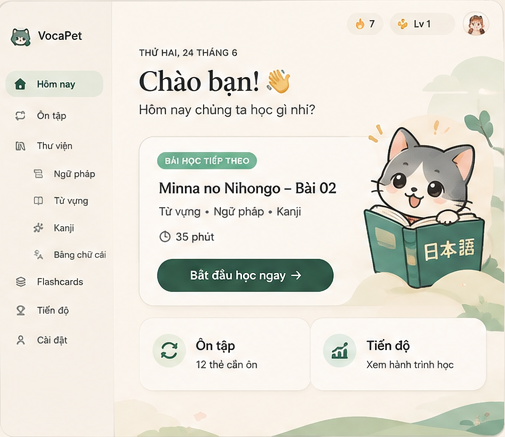 VocaPet
7
Lv 1
Hôm nay
Ôn tập
Thư viện
Ngữ pháp
Từ vựng
Kanji
Bảng chữ cái
Flashcards
Tiến độ
Cài đặt
THỨ HAI, 24 THÁNG 6
Chào bạn! 👋
Hôm nay chúng ta học gì nhỉ?
BÀI HỌC TIẾP THEO
Minna no Nihongo – Bài 02
Từ vựng • Ngữ pháp • Kanji
35 phút
Bắt đầu học ngay →
日本語
Ôn tập
12 thẻ cần ôn
Tiến độ
Xem hành trình học